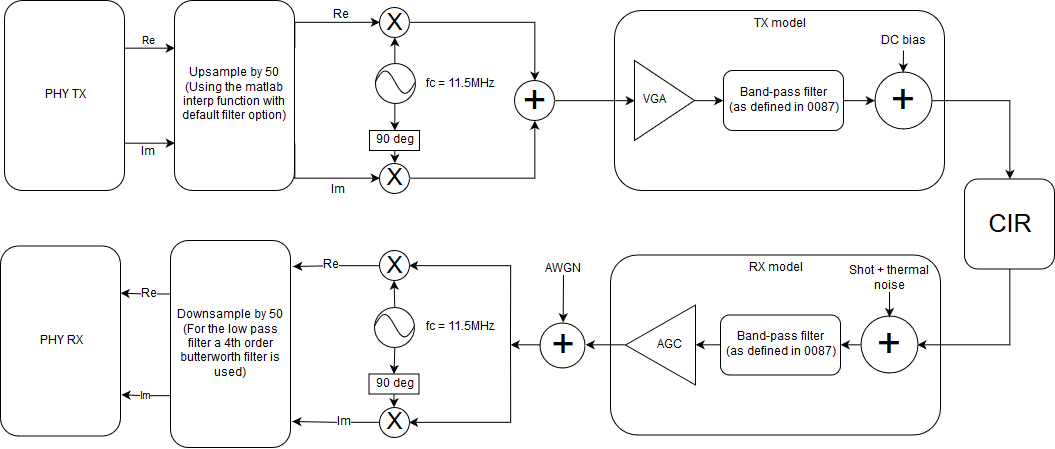 PHY TX
Re
Im
Upsample by 50
(Using the matlab
interp function with
default filter option)
Re
Im
X
fc = 11.5MHz
90 deg
X
+
TX model
VGA
Band-pass filter
(as defined in 0087)
DC bias
+
CIR
RX model
Shot + thermal
noise
+
Band-pass filter
(as defined in 0087)
AGC
AWGN
+
X
fc = 11.5MHz
90 deg
X
Re
Im
Downsample by 50
(For the low pass
filter a 4th order
butterworth filter is
used)
Re
Im
PHY RX